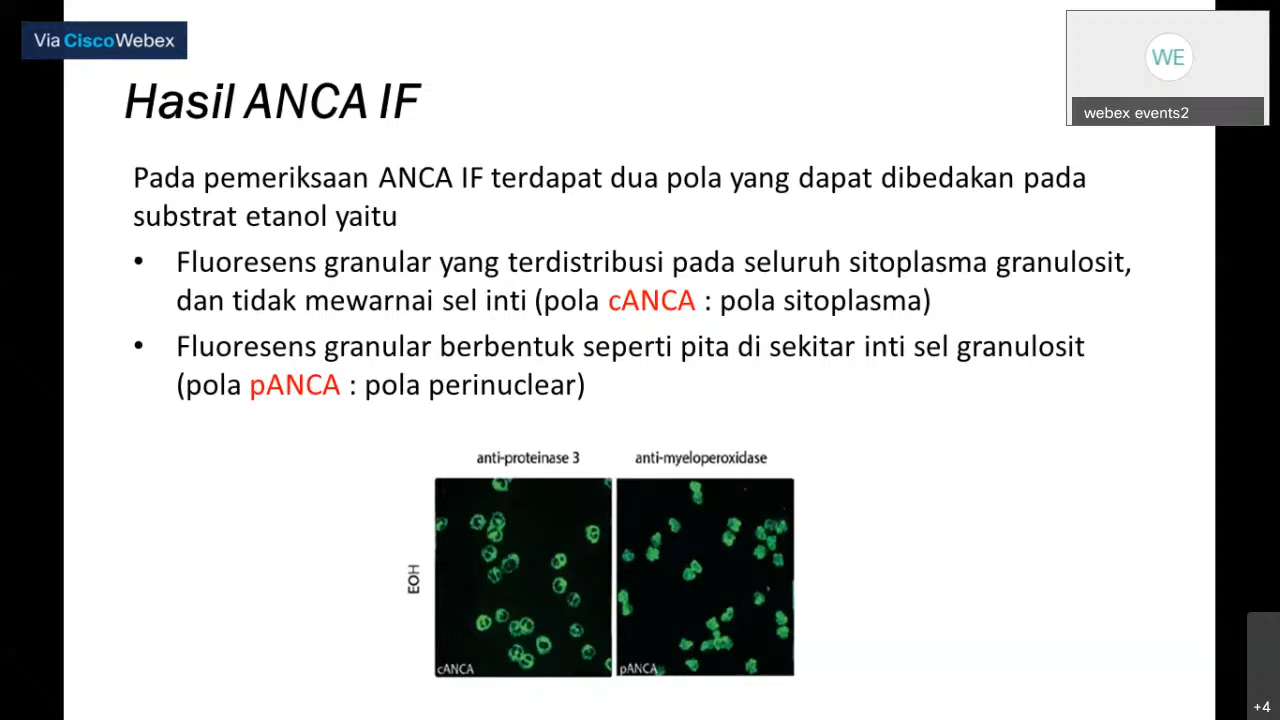 Via CiscoWebex
WE
webex events2
Hasil ANCA IF
Pada pemeriksaan ANCA IF terdapat dua pola yang dapat dibedakan pada
substrat etanol yaitu
• Fluoresens granular yang terdistribusi pada seluruh sitoplasma granulosit,
dan tidak mewarnai sel inti (pola cANCA : pola sitoplasma)
• Fluoresens granular berbentuk seperti pita di sekitar inti sel granulosit
(pola pANCA : pola perinuclear)
anti-proteinase 3
anti-myeloperoxidase
EOH
cANCA
pANCA
+4